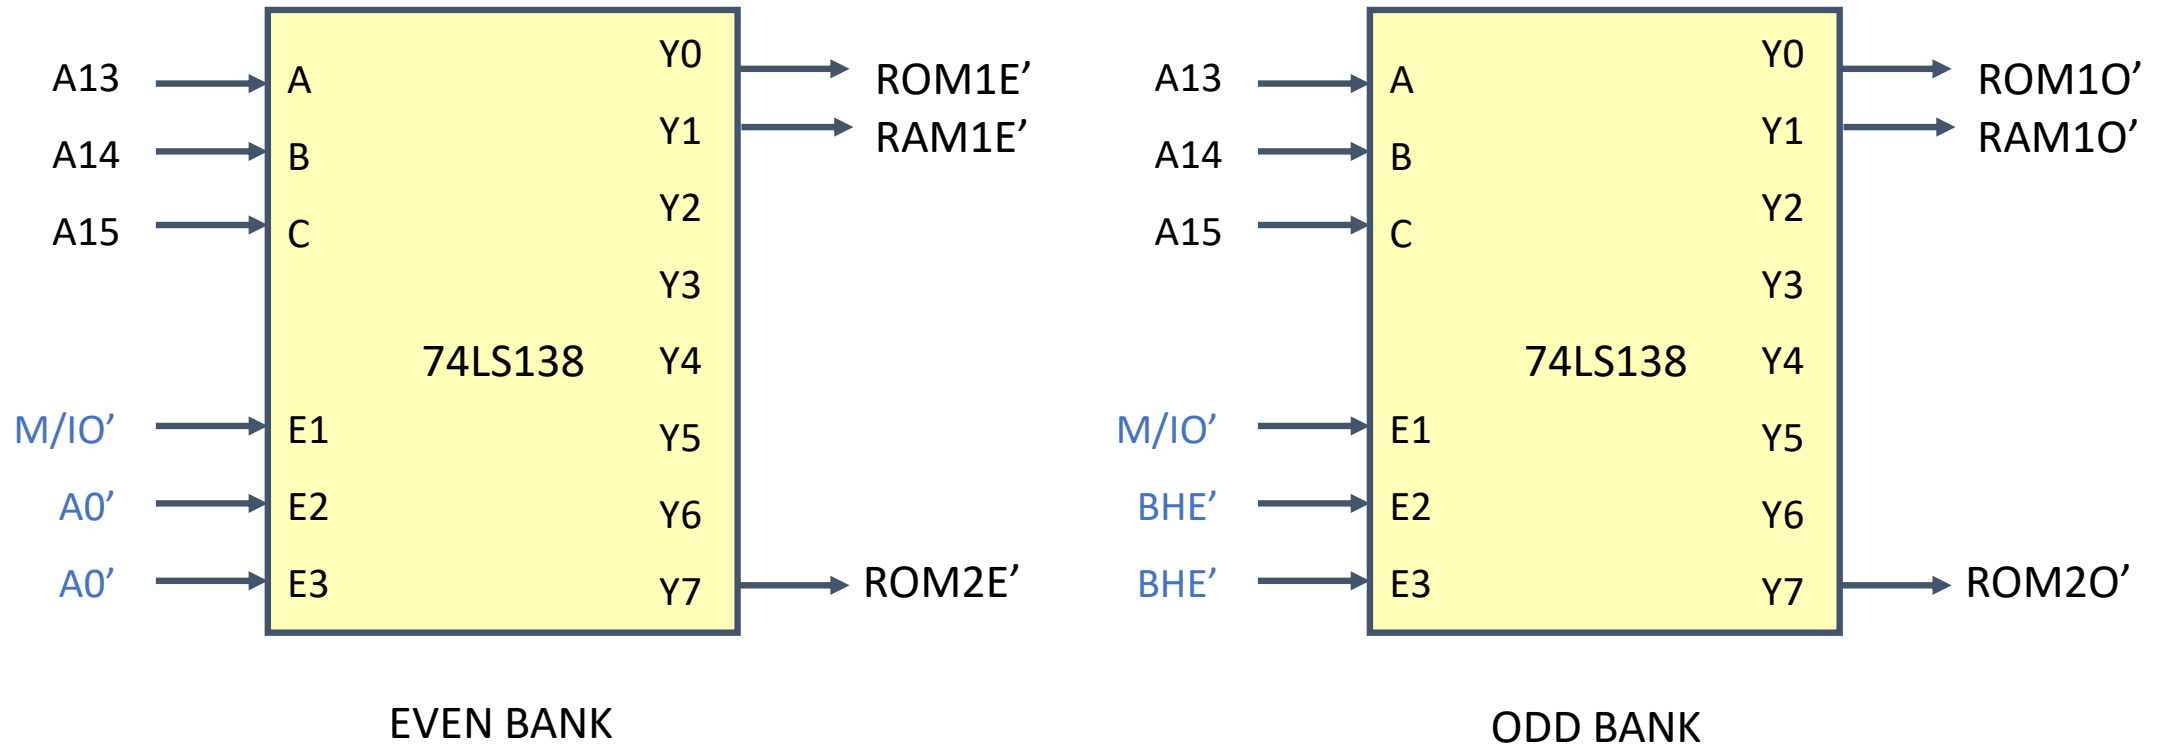 A13
A14
A15
M/IO’
A0’
A0’
A
B
C
E1
E2
E3
74LS138
Y0
Y1
Y2
Y3
Y4
Y5
Y6
Y7
ROM1E’
RAM1E’
ROM2E’
EVEN BANK
A13
A14
A15
M/IO’
BHE’
BHE’
A
B
C
E1
E2
E3
74LS138
Y0
Y1
Y2
Y3
Y4
Y5
Y6
Y7
ROM1O’
RAM1O’
ROM2O’
ODD BANK